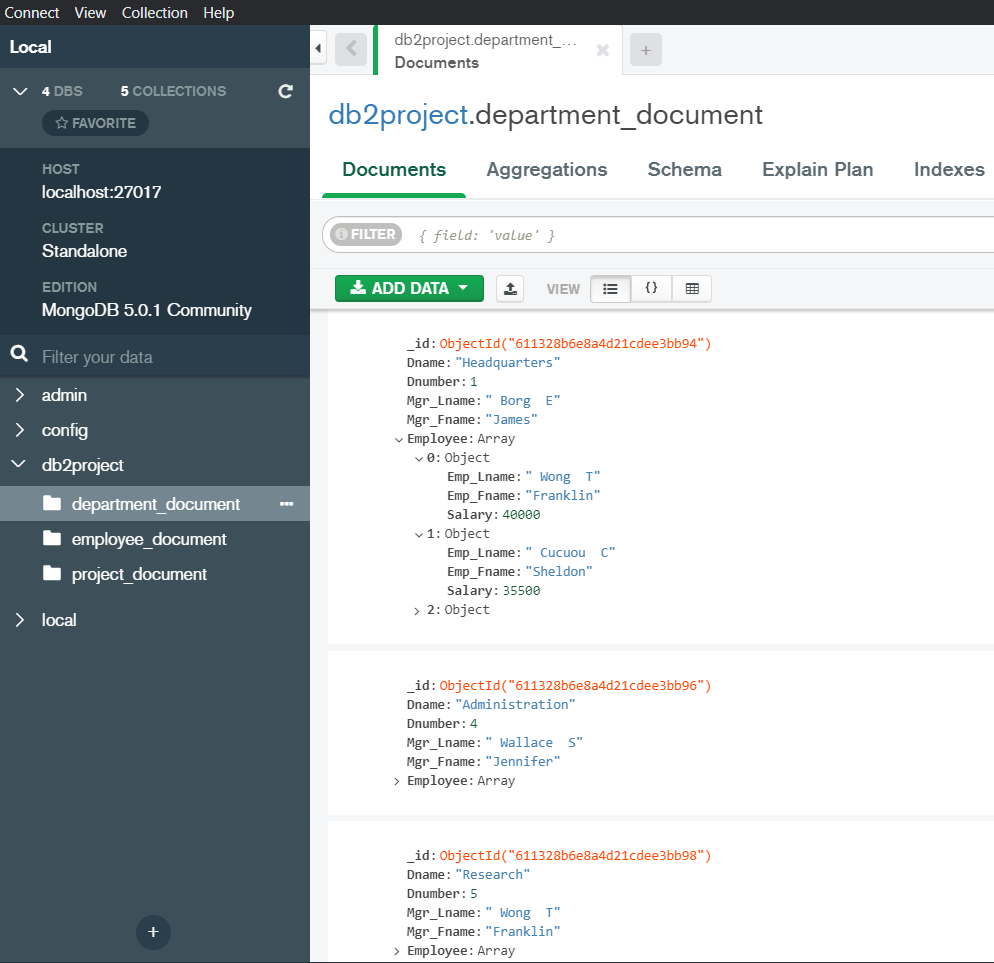 Connect View Collection Help
Local
4 DBS 5 COLLECTIONS
FAVORITE
HOST
localhost:27017
CLUSTER
Standalone
EDITION
MongoDB 5.0.1 Community
Filter your data
admin
config
db2project
department_document
employee_document
project_document
local
+
db2project.department_...
Documents
+
db2project.department_document
Documents Aggregations Schema Explain Plan Indexes
FILTER { field: 'value' }
ADD DATA VIEW {}
_id: ObjectId("611328b6e8a4d21cdee3bb94")
Dname: "Headquarters"
Dnumber: 1
Mgr_Lname: " Borg  E"
Mgr_Fname: "James"
Employee: Array
0: Object
Emp_Lname: " Wong  T"
Emp_Fname: "Franklin"
Salary: 40000
1: Object
Emp_Lname: " Cucuou  C"
Emp_Fname: "Sheldon"
Salary: 35500
2: Object
_id: ObjectId("611328b6e8a4d21cdee3bb96")
Dname: "Administration"
Dnumber: 4
Mgr_Lname: " Wallace  S"
Mgr_Fname: "Jennifer"
Employee: Array
_id: ObjectId("611328b6e8a4d21cdee3bb98")
Dname: "Research"
Dnumber: 5
Mgr_Lname: " Wong  T"
Mgr_Fname: "Franklin"
Employee: Array